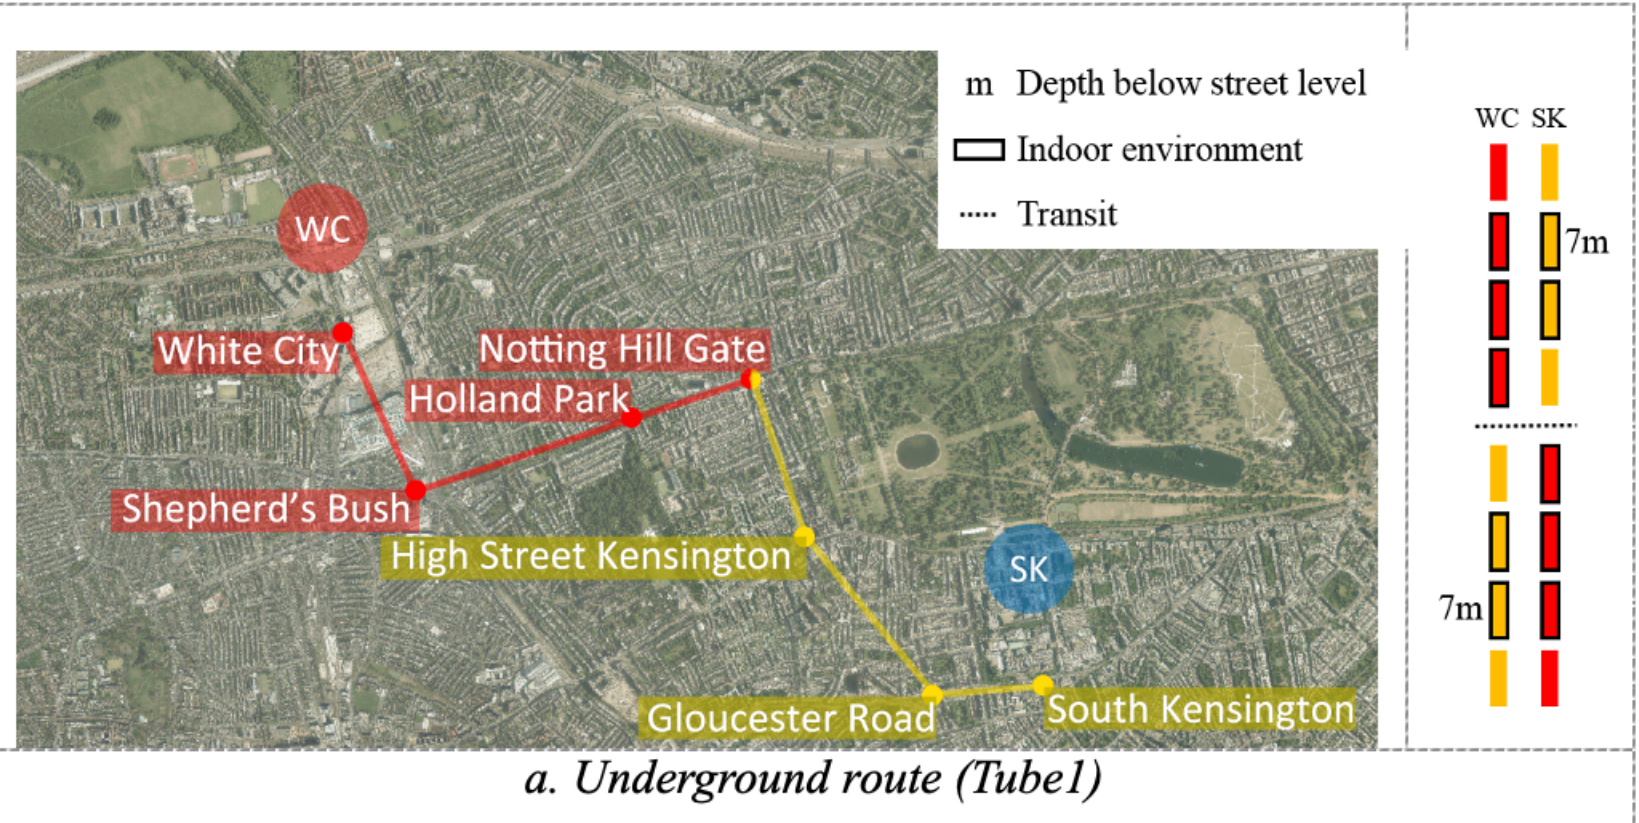 m Depth below street level
Indoor environment
Transit
WC SK
7m
WC
White City
Notting Hill Gate
Holland Park
Shepherd's Bush
High Street Kensington
SK
7m
Gloucester Road
South Kensington
a. Underground route (Tube1)